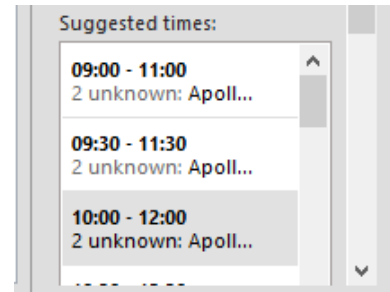 Suggested times:
09:00 - 11:00
2 unknown: Apoll...
09:30 - 11:30
2 unknown: Apoll...
10:00 - 12:00
2 unknown: Apoll...